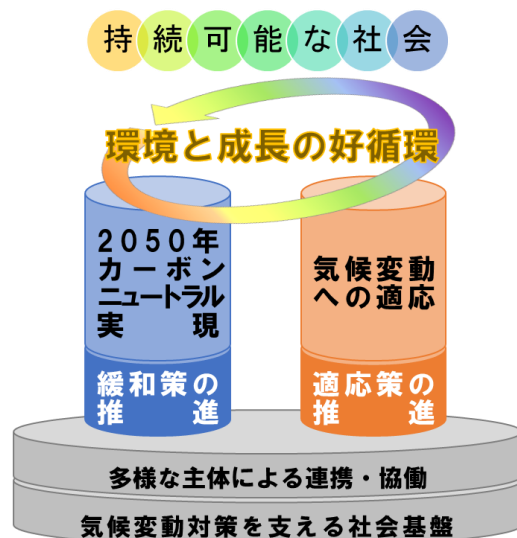 持続可能な社会
環境と成長の好循環
2050年
カーボン
ニュートラル
実現
気候変動
への適応
緩和策の
推進
適応策の
推進
多様な主体による連携・協働
気候変動対策を支える社会基盤